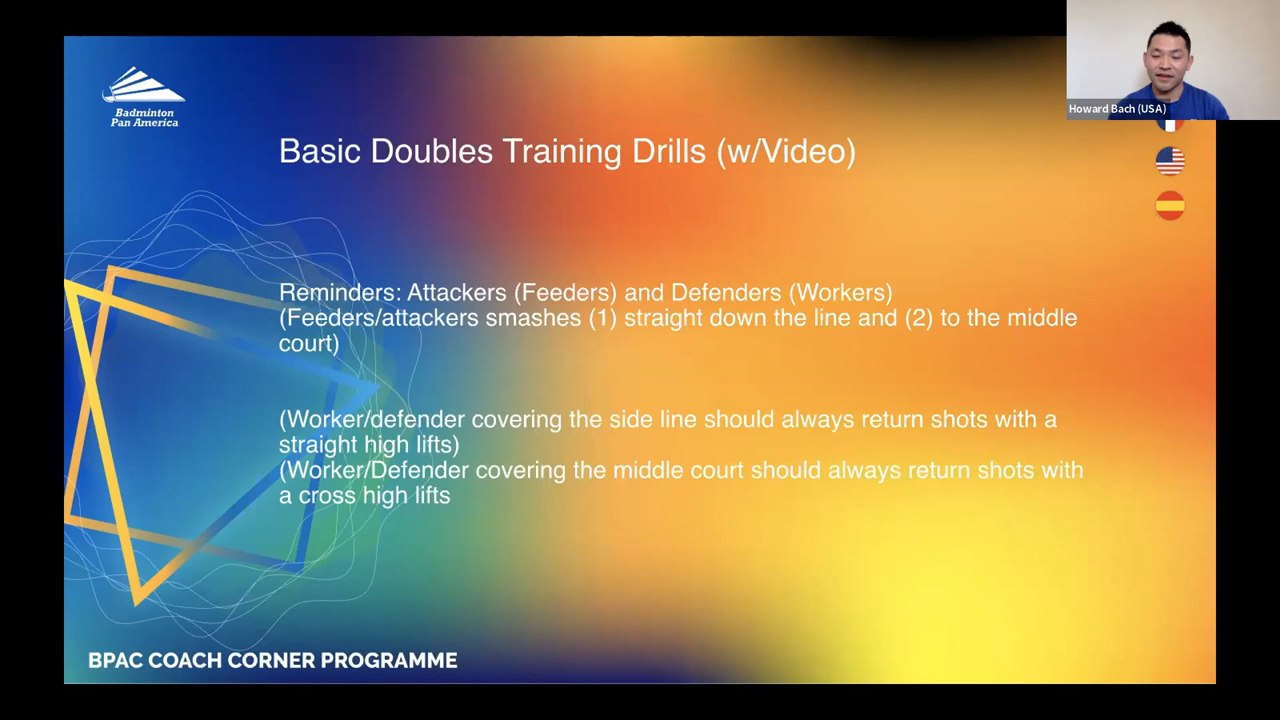 Howard Bach (USA)
Badminton
Pan America
Basic Doubles Training Drills (w/Video)
Reminders: Attackers (Feeders) and Defenders (Workers)
(Feeders/attackers smashes (1) straight down the line and (2) to the middle
court)
(Worker/defender covering the side line should always return shots with a
straight high lifts)
(Worker/Defender covering the middle court should always return shots with
a cross high lifts
BPAC COACH CORNER PROGRAMME